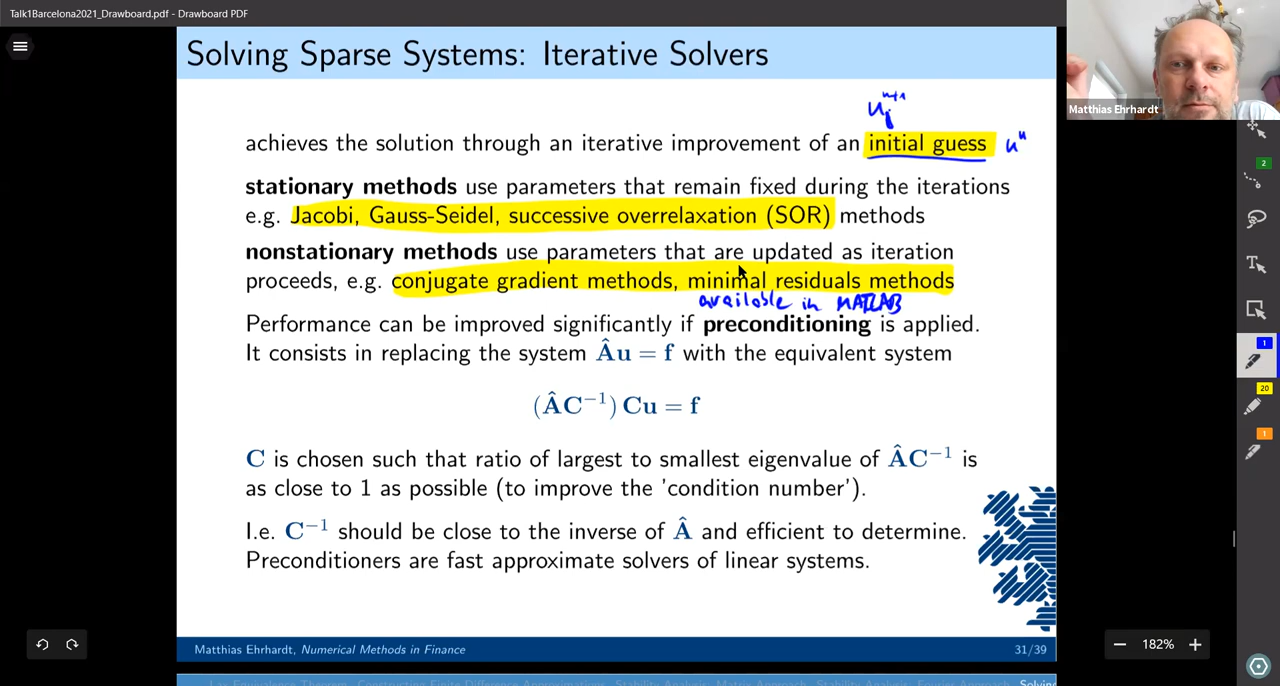 Talk1Barcelona2021_Drawboard.pdf - Drawboard PDF
Solving Sparse Systems: Iterative Solvers
Matthias Ehrhardt
u_j^{n+1}
achieves the solution through an iterative improvement of an initial guess u^n
stationary methods use parameters that remain fixed during the iterations
e.g. Jacobi, Gauss-Seidel, successive overrelaxation (SOR) methods
nonstationary methods use parameters that are updated as iteration
proceeds, e.g. conjugate gradient methods, minimal residuals methods
available in MATLAB
Performance can be improved significantly if preconditioning is applied.
It consists in replacing the system Âu = f with the equivalent system
(ÂC⁻¹) Cu = f
C is chosen such that ratio of largest to smallest eigenvalue of ÂC⁻¹ is
as close to 1 as possible (to improve the 'condition number').
I.e. C⁻¹ should be close to the inverse of Â and efficient to determine.
Preconditioners are fast approximate solvers of linear systems.
Matthias Ehrhardt, Numerical Methods in Finance 31/39
2
1
20
1
182%